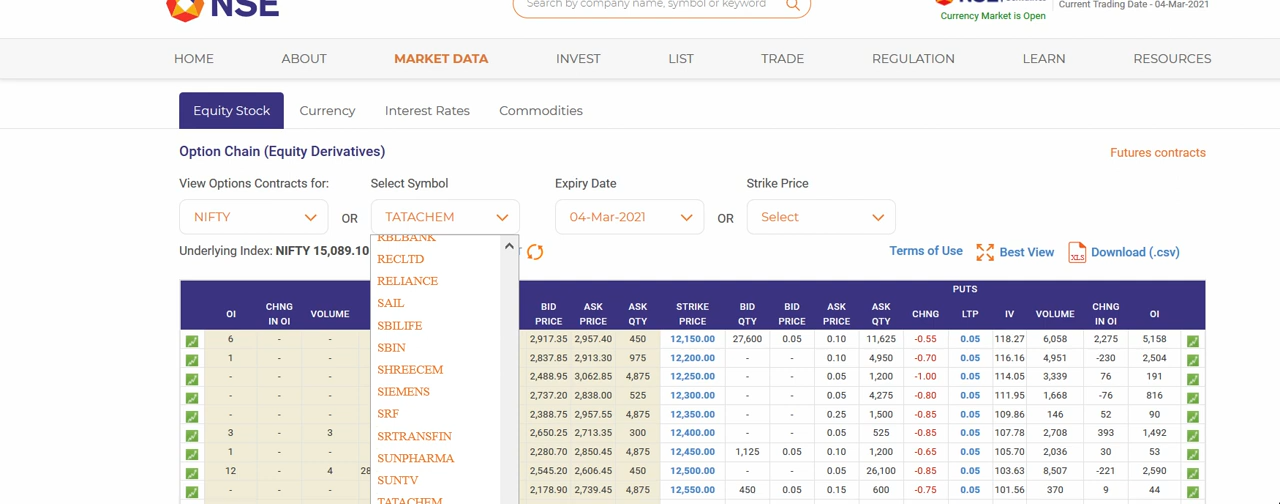 NSE
Search by company name, symbol or keyword
Current Trading Date - 04-Mar-2021
Currency Market is Open
HOME ABOUT MARKET DATA INVEST LIST TRADE REGULATION LEARN RESOURCES
Equity Stock Currency Interest Rates Commodities
Option Chain (Equity Derivatives)
Futures contracts
View Options Contracts for: Select Symbol Expiry Date Strike Price
NIFTY OR TATACHEM 04-Mar-2021 OR Select
Underlying Index: NIFTY 15,089.10
Terms of Use Best View XLS Download (.csv)
RBLBANK
RECLTD
RELIANCE
SAIL
SBILIFE
SBIN
SHREECEM
SIEMENS
SRF
SRTRANSFIN
SUNPHARMA
SUNTV
TATACHEM
PUTS
OI CHNG IN OI VOLUME BID PRICE ASK PRICE ASK QTY STRIKE PRICE BID QTY BID PRICE ASK PRICE ASK QTY CHNG LTP IV VOLUME CHNG IN OI OI
6 - - 2,917.35 2,957.40 450 12,150.00 27,600 0.05 0.10 11,625 -0.55 0.05 118.27 6,058 2,275 5,158
1 - - 2,837.85 2,913.30 975 12,200.00 - - 0.10 4,950 -0.70 0.05 116.16 4,951 -230 2,504
- - - 2,488.95 3,062.85 4,875 12,250.00 - - 0.05 1,200 -1.00 0.05 114.05 3,339 76 191
- - - 2,737.20 2,838.00 525 12,300.00 - - 0.05 4,275 -0.80 0.05 111.95 1,668 -76 816
- - - 2,388.75 2,957.55 4,875 12,350.00 - - 0.25 1,500 -0.85 0.05 109.86 146 52 90
3 - 3 2,650.25 2,713.35 300 12,400.00 - - 0.05 525 -0.85 0.05 107.78 2,708 393 1,492
1 - - 2,280.70 2,850.45 4,875 12,450.00 1,125 0.05 0.10 1,200 -0.65 0.05 105.70 2,036 30 53
12 - 4 28 2,545.20 2,606.45 450 12,500.00 - - 0.05 26,100 -0.85 0.05 103.63 8,507 -221 2,590
- - - 2,178.90 2,739.45 4,875 12,550.00 450 0.05 0.15 600 -0.75 0.05 101.56 370 9 44